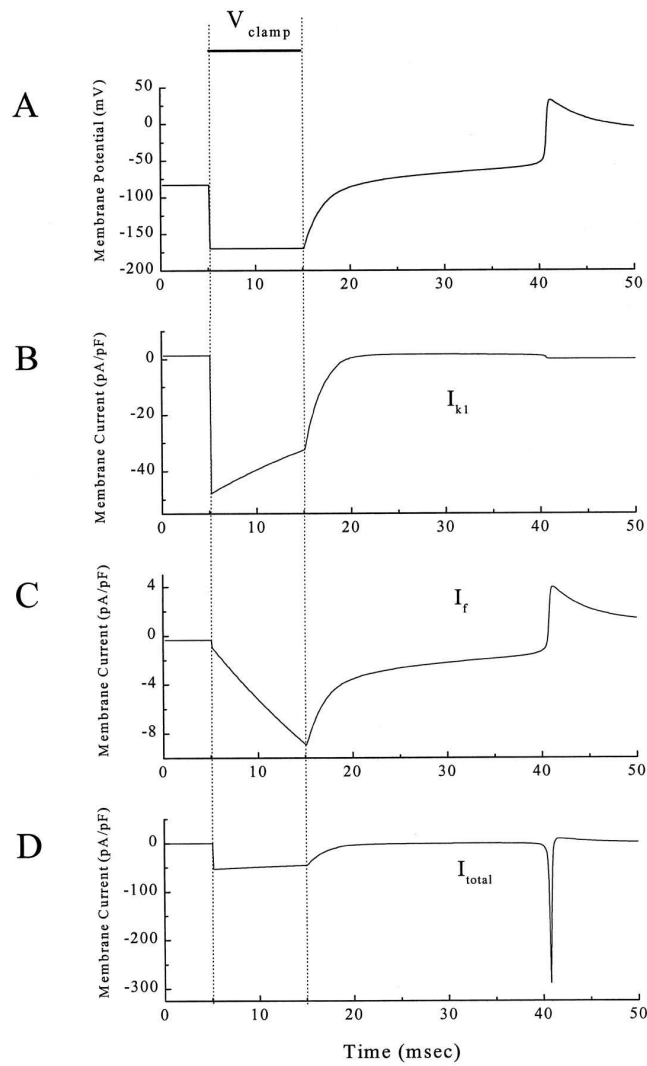 V clamp
A
Membrane Potential (mV)
50
0
-50
-100
-150
-200
0 10 20 30 40 50
B
Membrane Current (pA/pF)
0
-20
-40
0 10 20 30 40 50
I k1
C
Membrane Current (pA/pF)
4
0
-4
-8
0 10 20 30 40 50
I f
D
Membrane Current (pA/pF)
0
-100
-200
-300
0 10 20 30 40 50
I total
Time (msec)